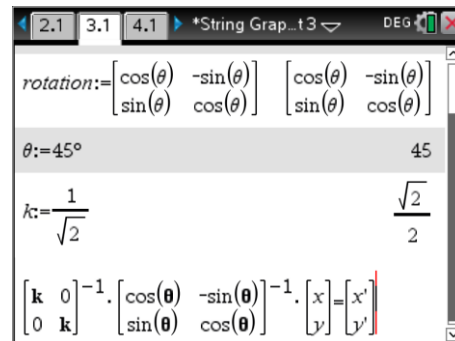 2.1 3.1 4.1 *String Grap…t 3 DEG
rotation:=[cos(θ) -sin(θ) [cos(θ) -sin(θ)
sin(θ) cos(θ)] sin(θ) cos(θ)]
θ:=45° 45
k:=1/√2 √2/2
[k 0]⁻¹·[cos(θ) -sin(θ)]⁻¹·[x]=[x']
[0 k] [sin(θ) cos(θ)] [y] [y']